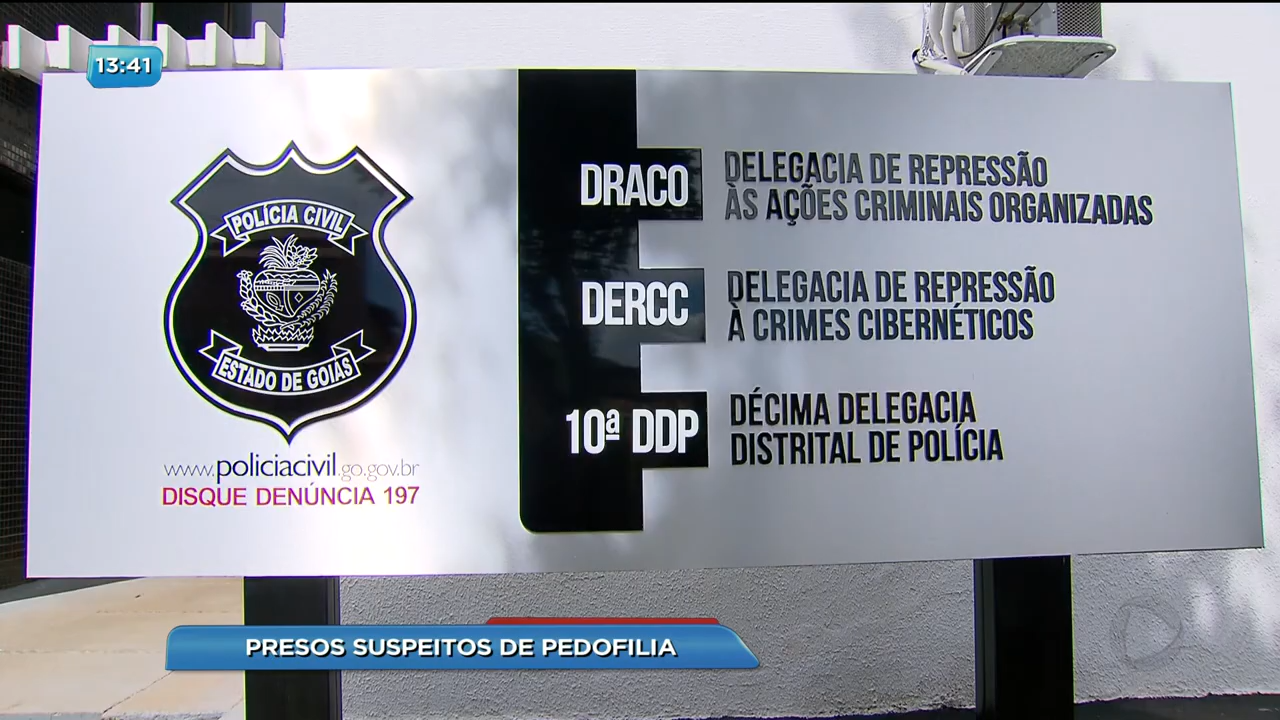 13:41
POLÍCIA CIVIL
ESTADO DE GOIÁS
www.policiacivil.go.gov.br
DISQUE DENÚNCIA 197
DRACO
DELEGACIA DE REPRESSÃO
ÀS AÇÕES CRIMINAIS ORGANIZADAS
DERCC
DELEGACIA DE REPRESSÃO
À CRIMES CIBERNÉTICOS
10ª DDP
DÉCIMA DELEGACIA
DISTRITAL DE POLÍCIA
PRESOS SUSPEITOS DE PEDOFILIA